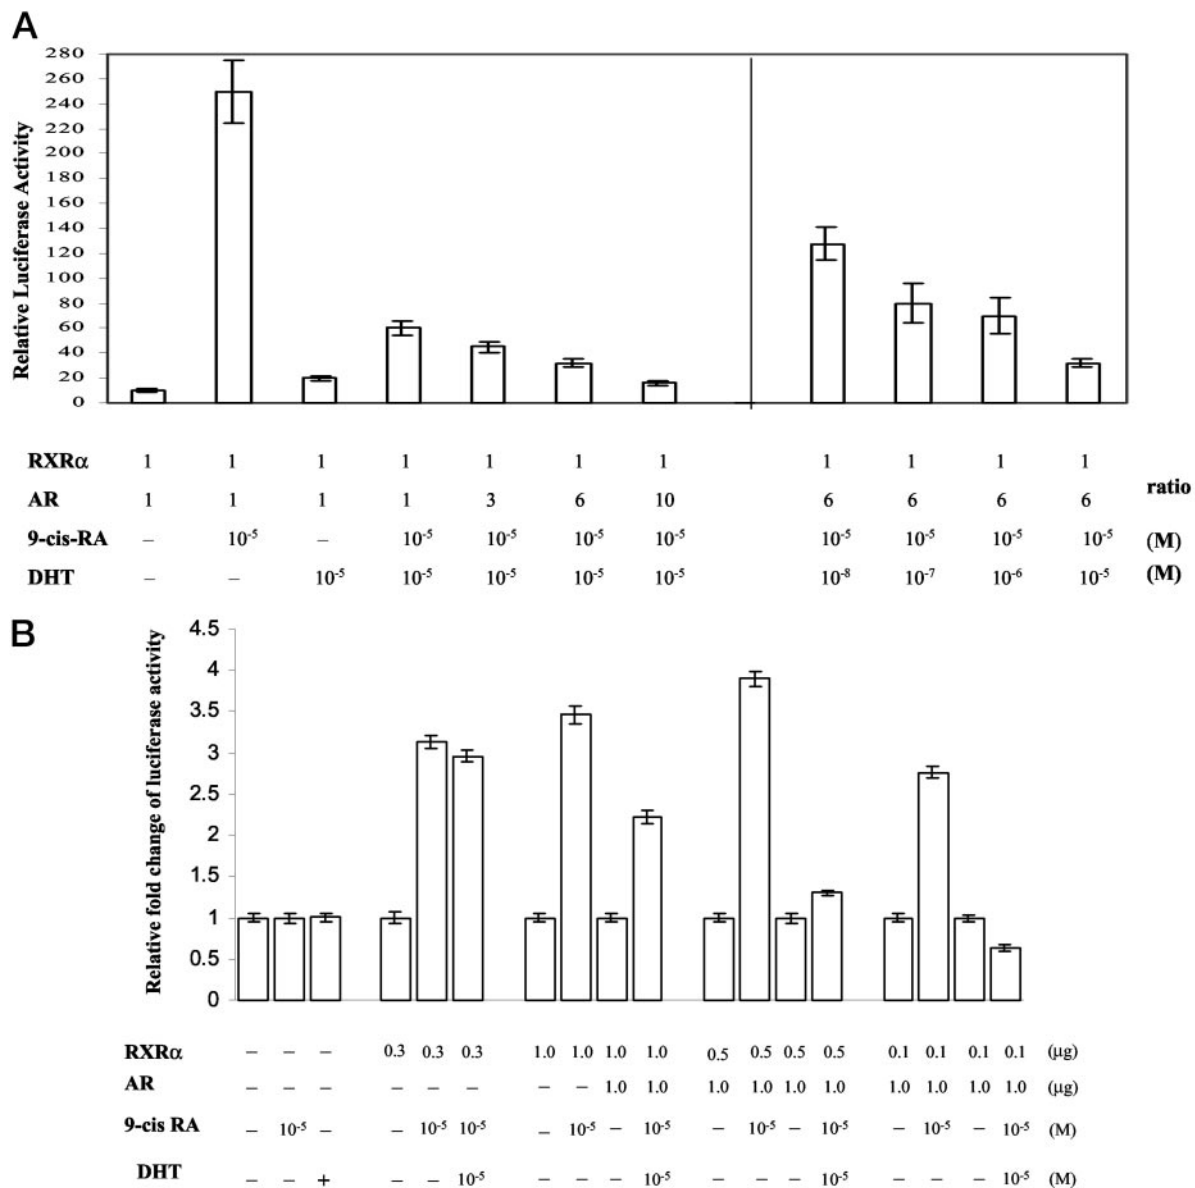 A
280
260
240
220
200
180
160
140
120
100
80
60
40
20
0
Relative Luciferase Activity
RXRα 1 1 1 1 1 1 1 1 1 1 1
ratio
AR 1 1 1 1 3 6 10 6 6 6 6
9-cis-RA – 10-5 – 10-5 10-5 10-5 10-5 10-5 10-5 10-5 10-5 (M)
DHT – – 10-5 10-5 10-5 10-5 10-5 10-8 10-7 10-6 10-5 (M)
B
4.5
4
3.5
3
2.5
2
1.5
1
0.5
0
Relative fold change of luciferase activity
RXRα – – – 0.3 0.3 0.3 1.0 1.0 1.0 1.0 0.5 0.5 0.5 0.5 0.1 0.1 0.1 0.1 (μg)
AR – – – – – – – – 1.0 1.0 1.0 1.0 1.0 1.0 1.0 1.0 1.0 1.0 (μg)
9-cis RA – 10-5 – – 10-5 10-5 – 10-5 – 10-5 – 10-5 – 10-5 – 10-5 – 10-5 (M)
DHT – – + – – 10-5 – – – 10-5 – – – 10-5 – – – 10-5 (M)